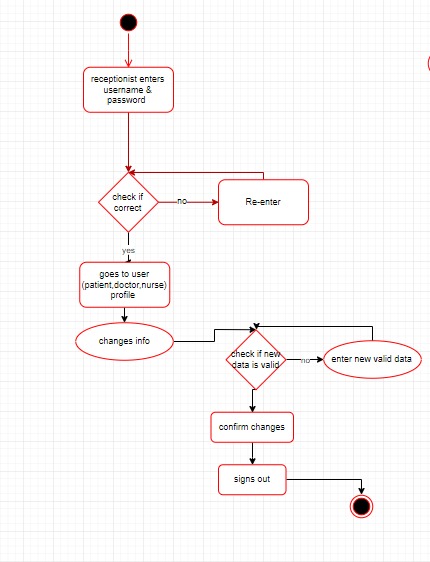 receptionist enters
username &
password
check if
correct
no
Re-enter
yes
goes to user
(patient,doctor,nurse)
profile
changes info
check if new
data is valid
no
enter new valid data
confirm changes
signs out